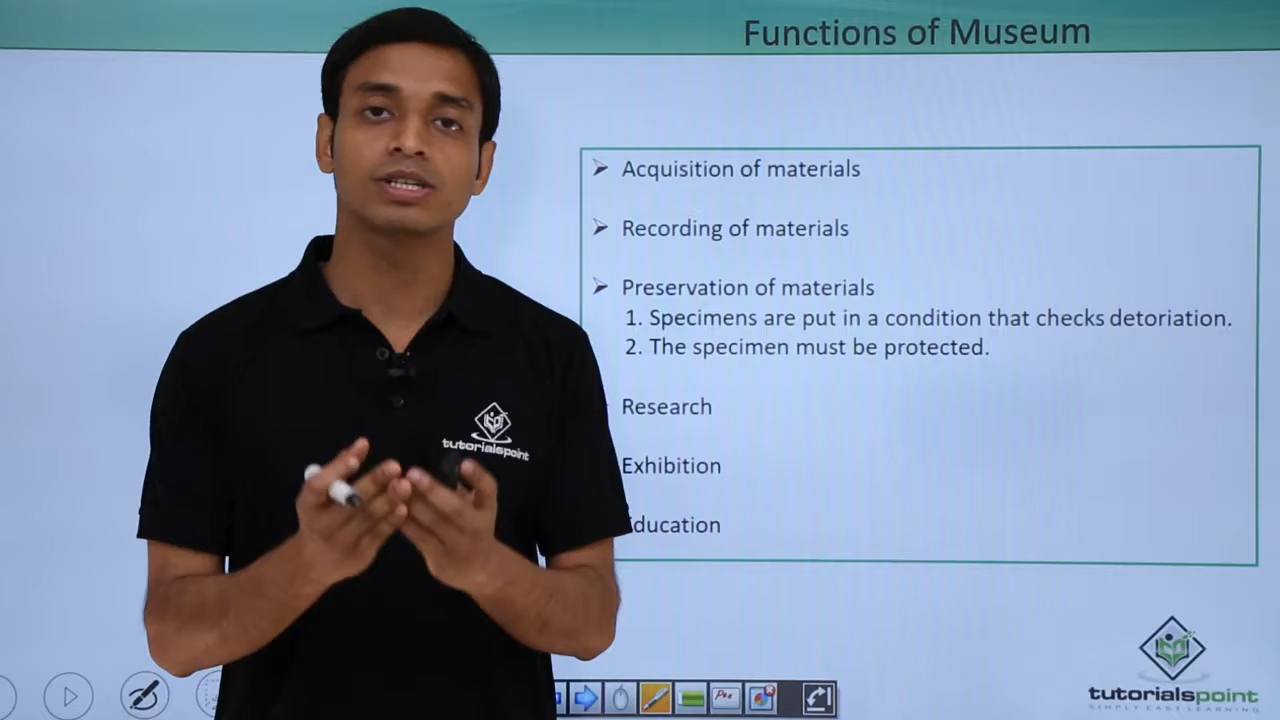 Functions of Museum
Acquisition of materials
Recording of materials
Preservation of materials
1. Specimens are put in a condition that checks detoriation.
2. The specimen must be protected.
Research
Exhibition
Education
tutorialspoint
tutorialspoint
SIMPLY EASY LEARNING